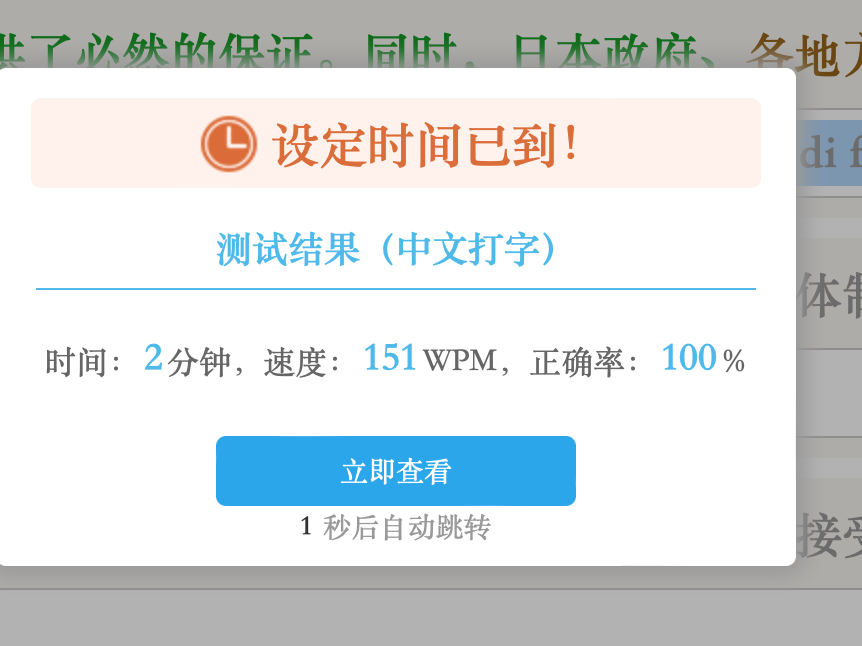 供了必然的保证。同时，日本政府、各地方
设定时间已到！
di f
测试结果（中文打字）
体制
时间：2分钟，速度：151WPM，正确率：100%
立即查看
1 秒后自动跳转
接受